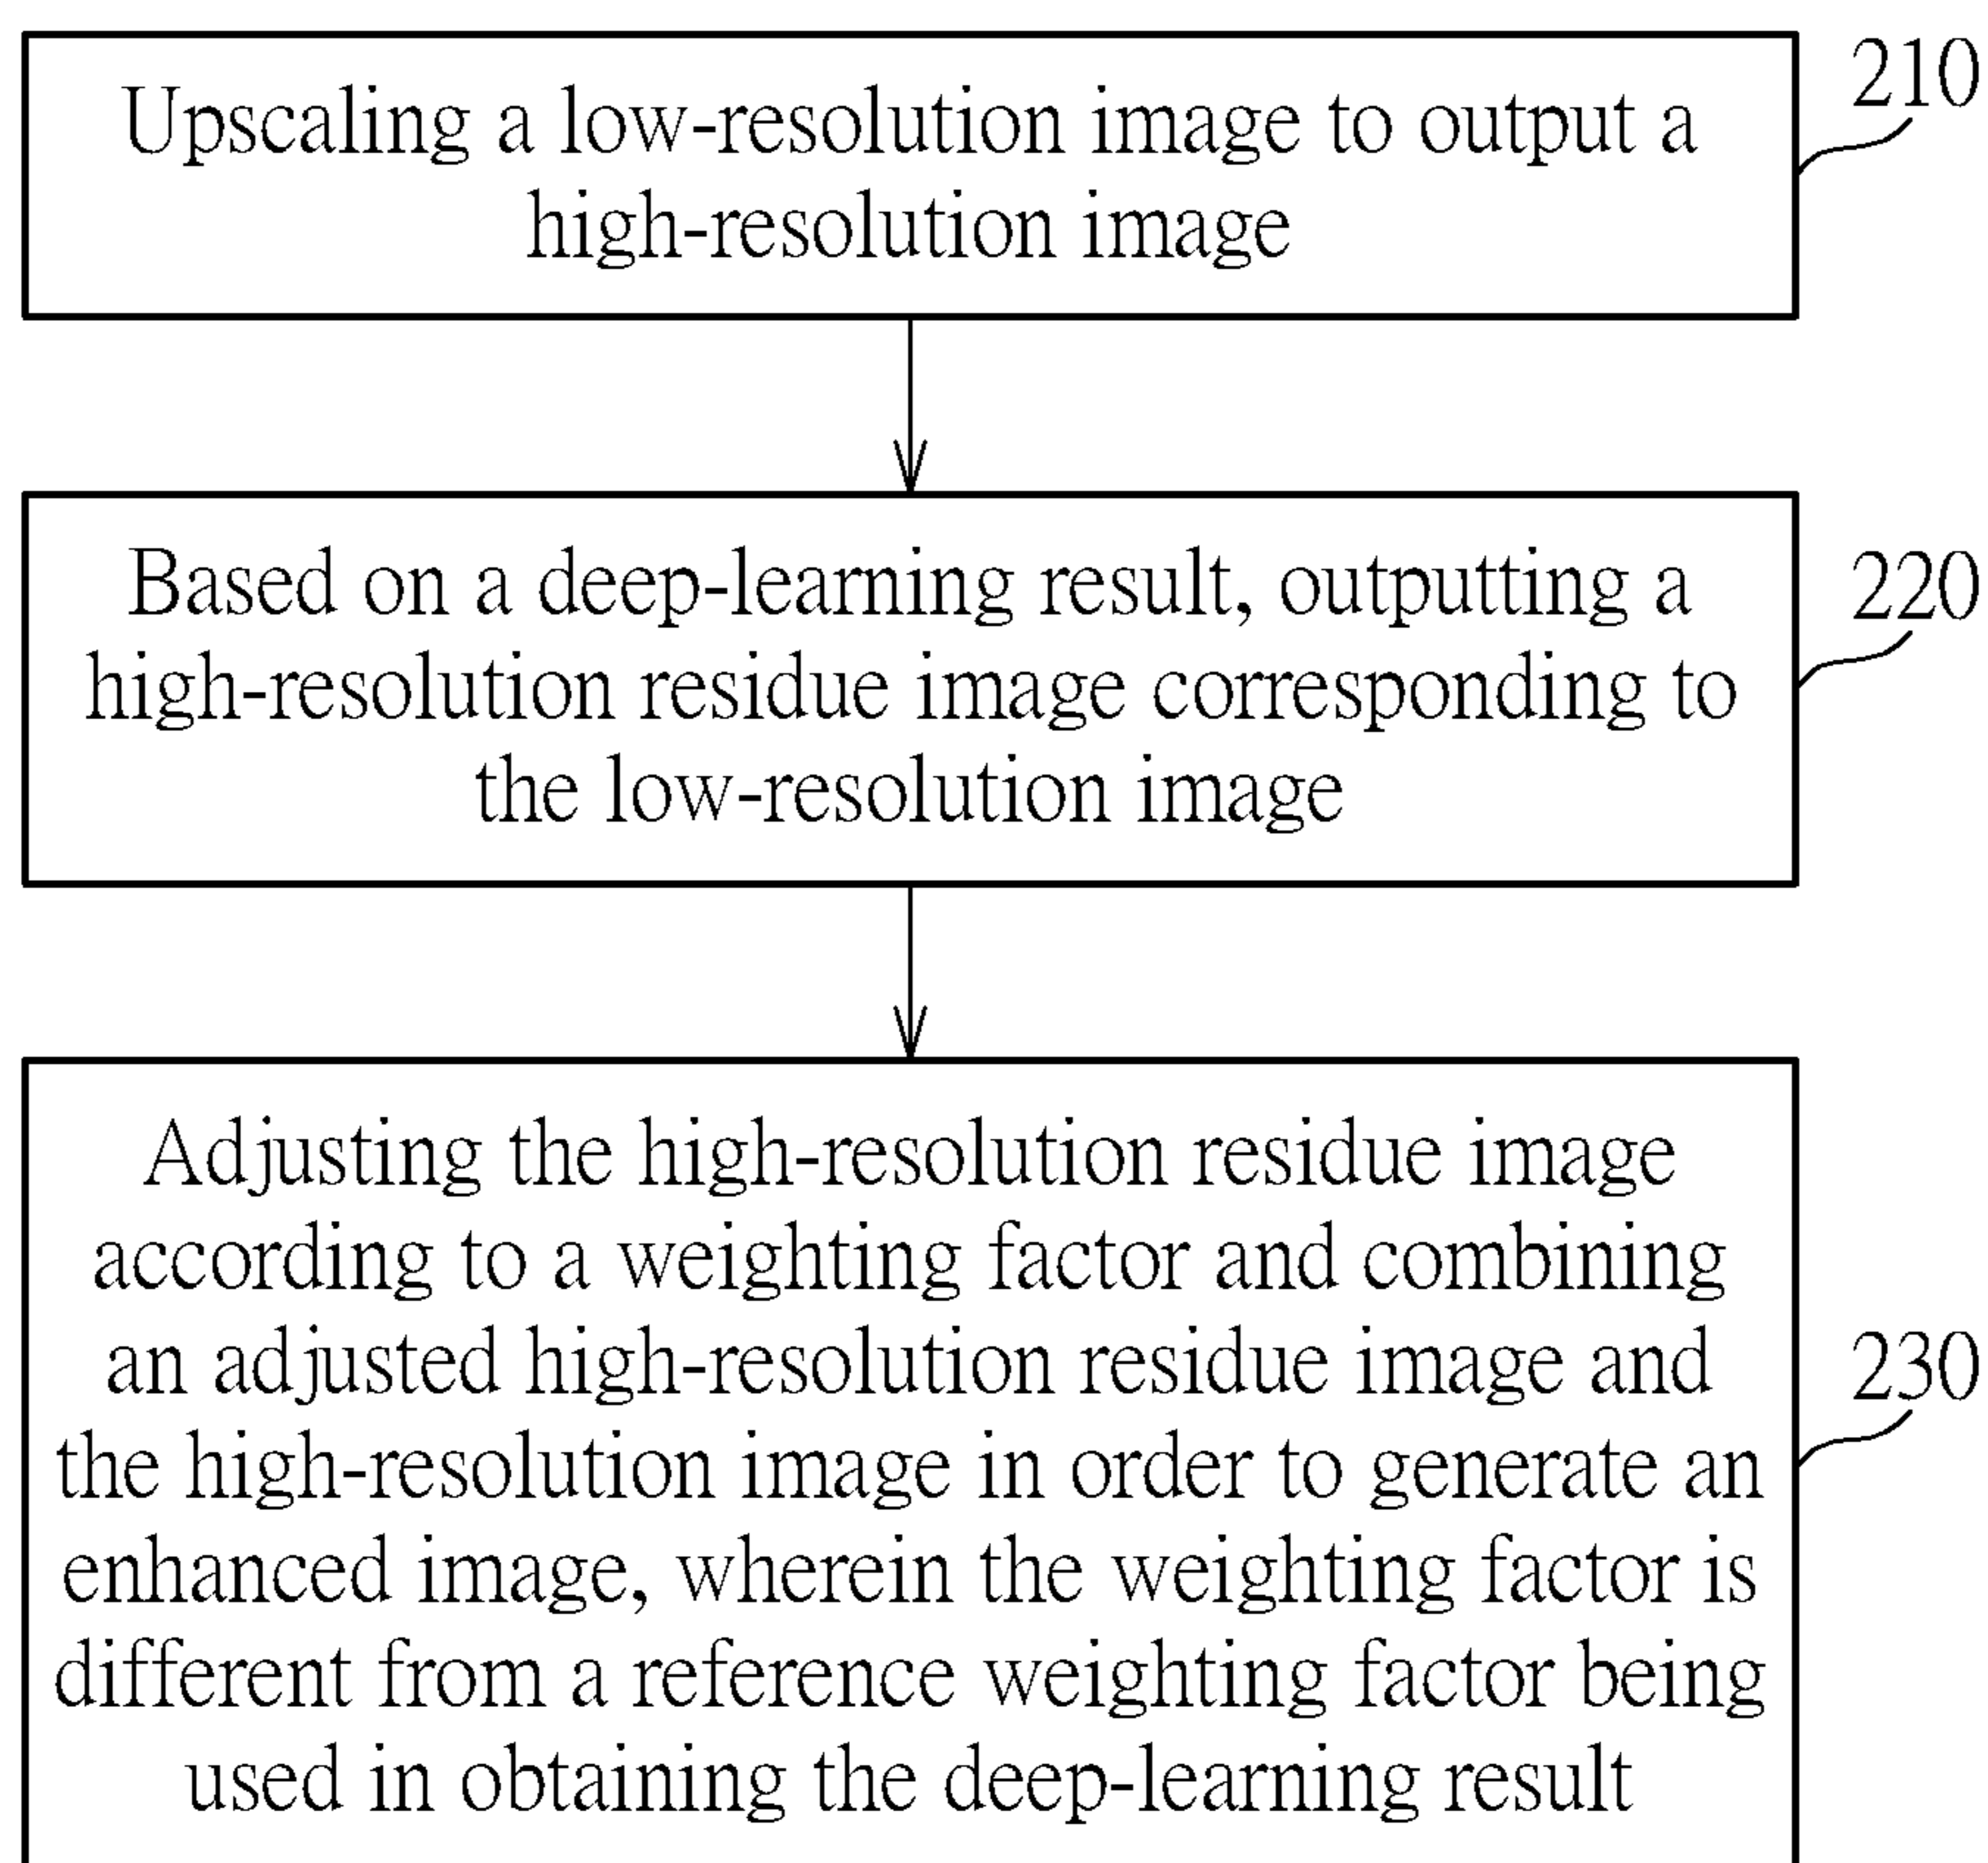 210
Upscaling a low-resolution image to output a
high-resolution image
220
Based on a deep-learning result, outputting a
high-resolution residue image corresponding to
the low-resolution image
Adjusting the high-resolution residue image
according to a weighting factor and combining
230
an adjusted high-resolution residue image and
the high-resolution image in order to generate an
enhanced image, wherein the weighting factor is
different from a reference weighting factor being
used in obtaining the deep-learning result